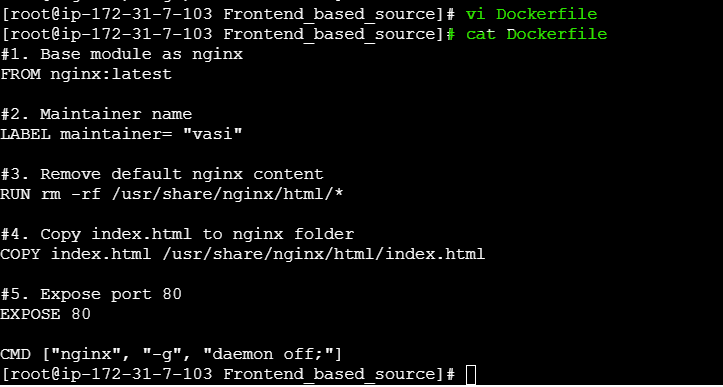 [root@ip-172-31-7-103 Frontend_based_source]# vi Dockerfile
[root@ip-172-31-7-103 Frontend_based_source]# cat Dockerfile
#1. Base module as nginx
FROM nginx:latest
#2. Maintainer name
LABEL maintainer= "vasi"
#3. Remove default nginx content
RUN rm -rf /usr/share/nginx/html/*
#4. Copy index.html to nginx folder
COPY index.html /usr/share/nginx/html/index.html
#5. Expose port 80
EXPOSE 80
CMD ["nginx", "-g", "daemon off;"]
[root@ip-172-31-7-103 Frontend_based_source]#